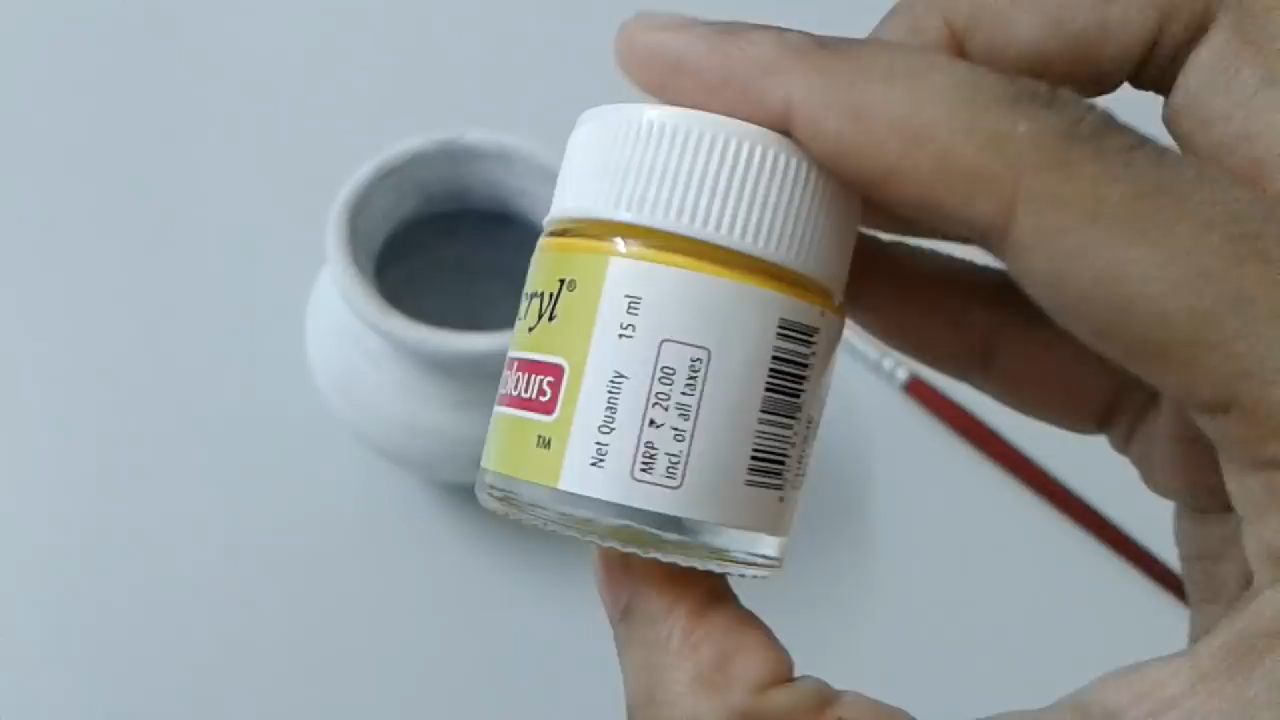 cryl®
olours
TM
Net Quantity 15 ml
MRP ₹ 20.00
incl. of all taxes